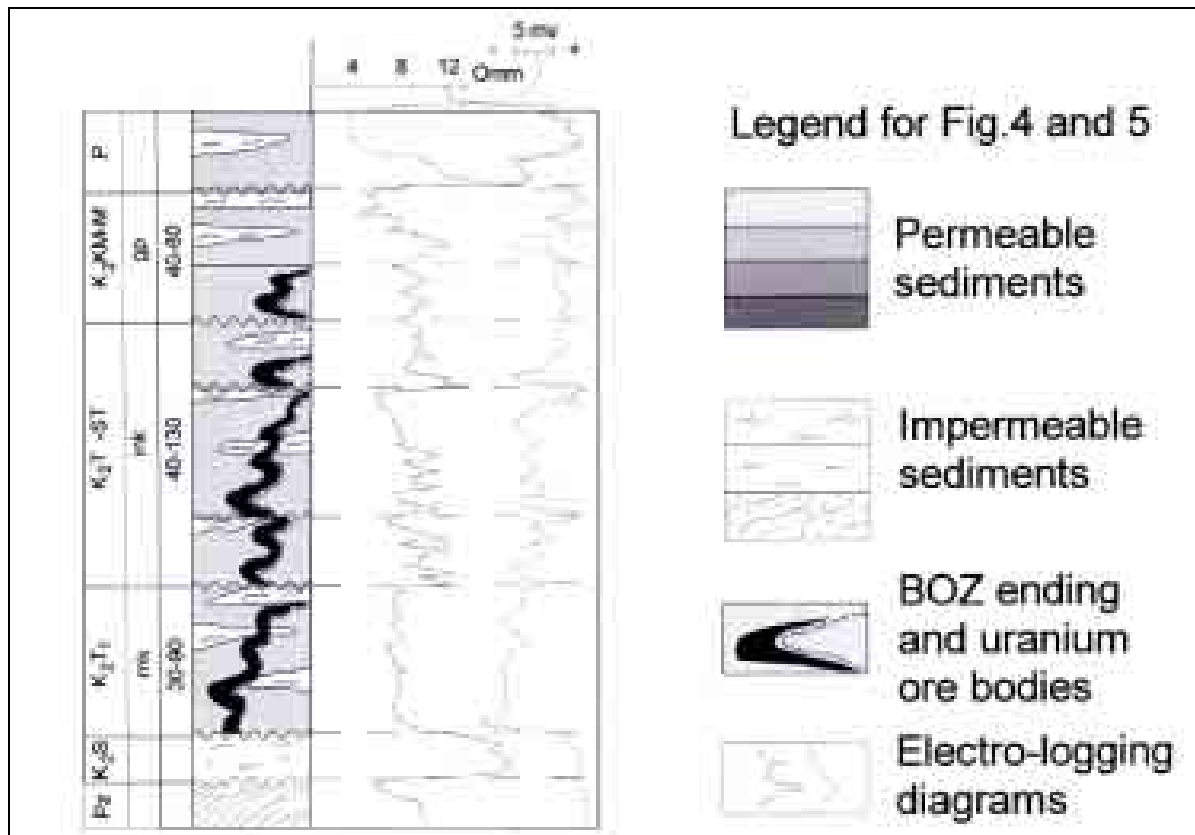 5 mv
4 8 12 Omm
Legend for Fig.4 and 5
P
40-60
40-130
30-90
Pz
Permeable
sediments
Impermeable
sediments
BOZ ending
and uranium
ore bodies
Electro-logging
diagrams